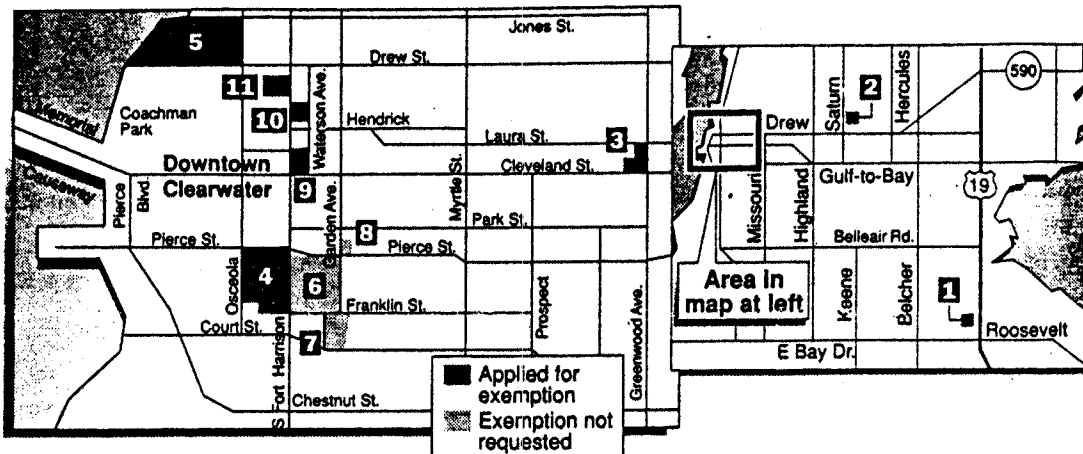 Jones St.
5
Drew St.
11
10
Memorial
Causeway
Coachman
Park
Waterson Ave.
Hendrick
Laura St.
3
Cleveland St.
Downtown
Clearwater
9
Pierce
Blvd.
Garden Ave.
Myrtle St.
Park St.
8
Pierce St.
Pierce St.
Osceola
4
6
Franklin St.
Court St.
7
S Fort Harrison
Chestnut St.
Prospect
Greenwood Ave.
Applied for
exemption
Exemption not
requested
590
Saturn
2
Hercules
Drew
Gulf-to-Bay
19
Missouri
Highland
Belleair Rd.
Area in
map at left
Keene
Belcher
1
Roosevelt
E Bay Dr.